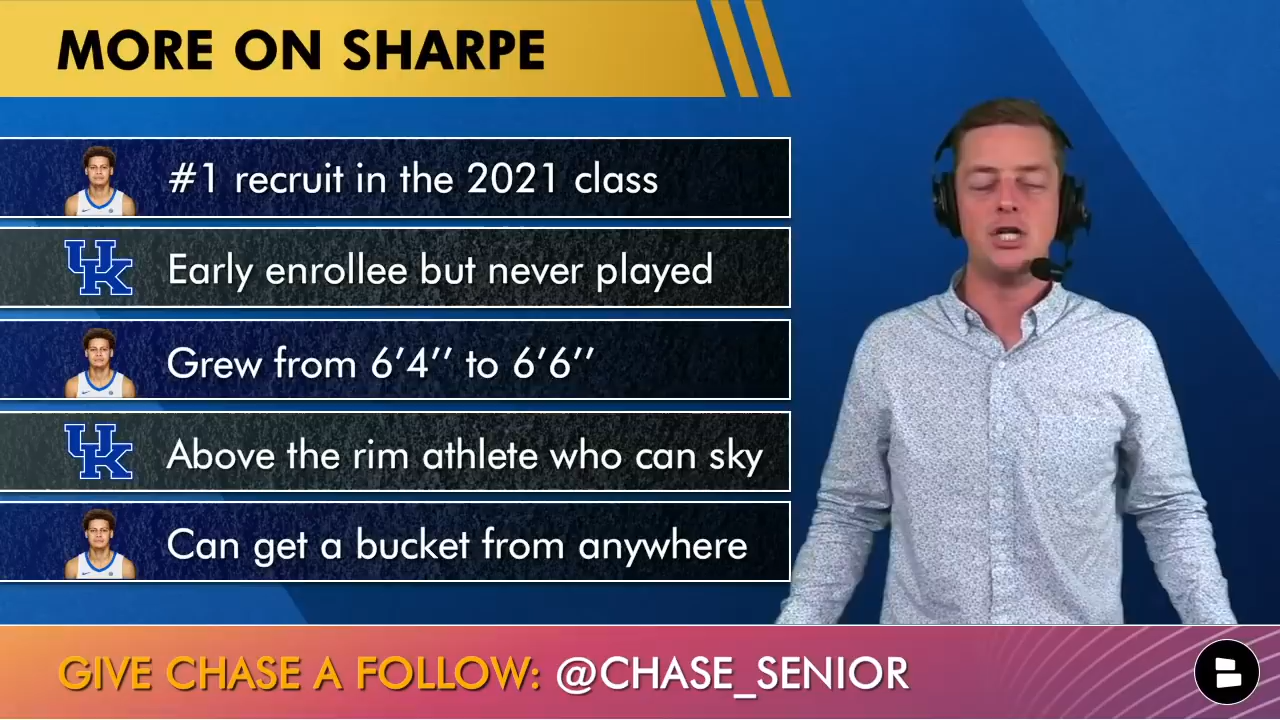 MORE ON SHARPE
#1 recruit in the 2021 class
UK
Early enrollee but never played
Grew from 6’4’’ to 6’6’’
UK
Above the rim athlete who can sky
Can get a bucket from anywhere
GIVE CHASE A FOLLOW: @CHASE_SENIOR